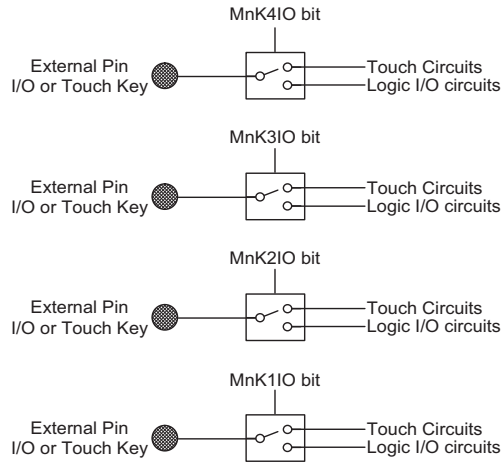 MnK4IO bit
External Pin
I/O or Touch Key
Touch Circuits
Logic I/O circuits
MnK3IO bit
External Pin
I/O or Touch Key
Touch Circuits
Logic I/O circuits
MnK2IO bit
External Pin
I/O or Touch Key
Touch Circuits
Logic I/O circuits
MnK1IO bit
External Pin
I/O or Touch Key
Touch Circuits
Logic I/O circuits